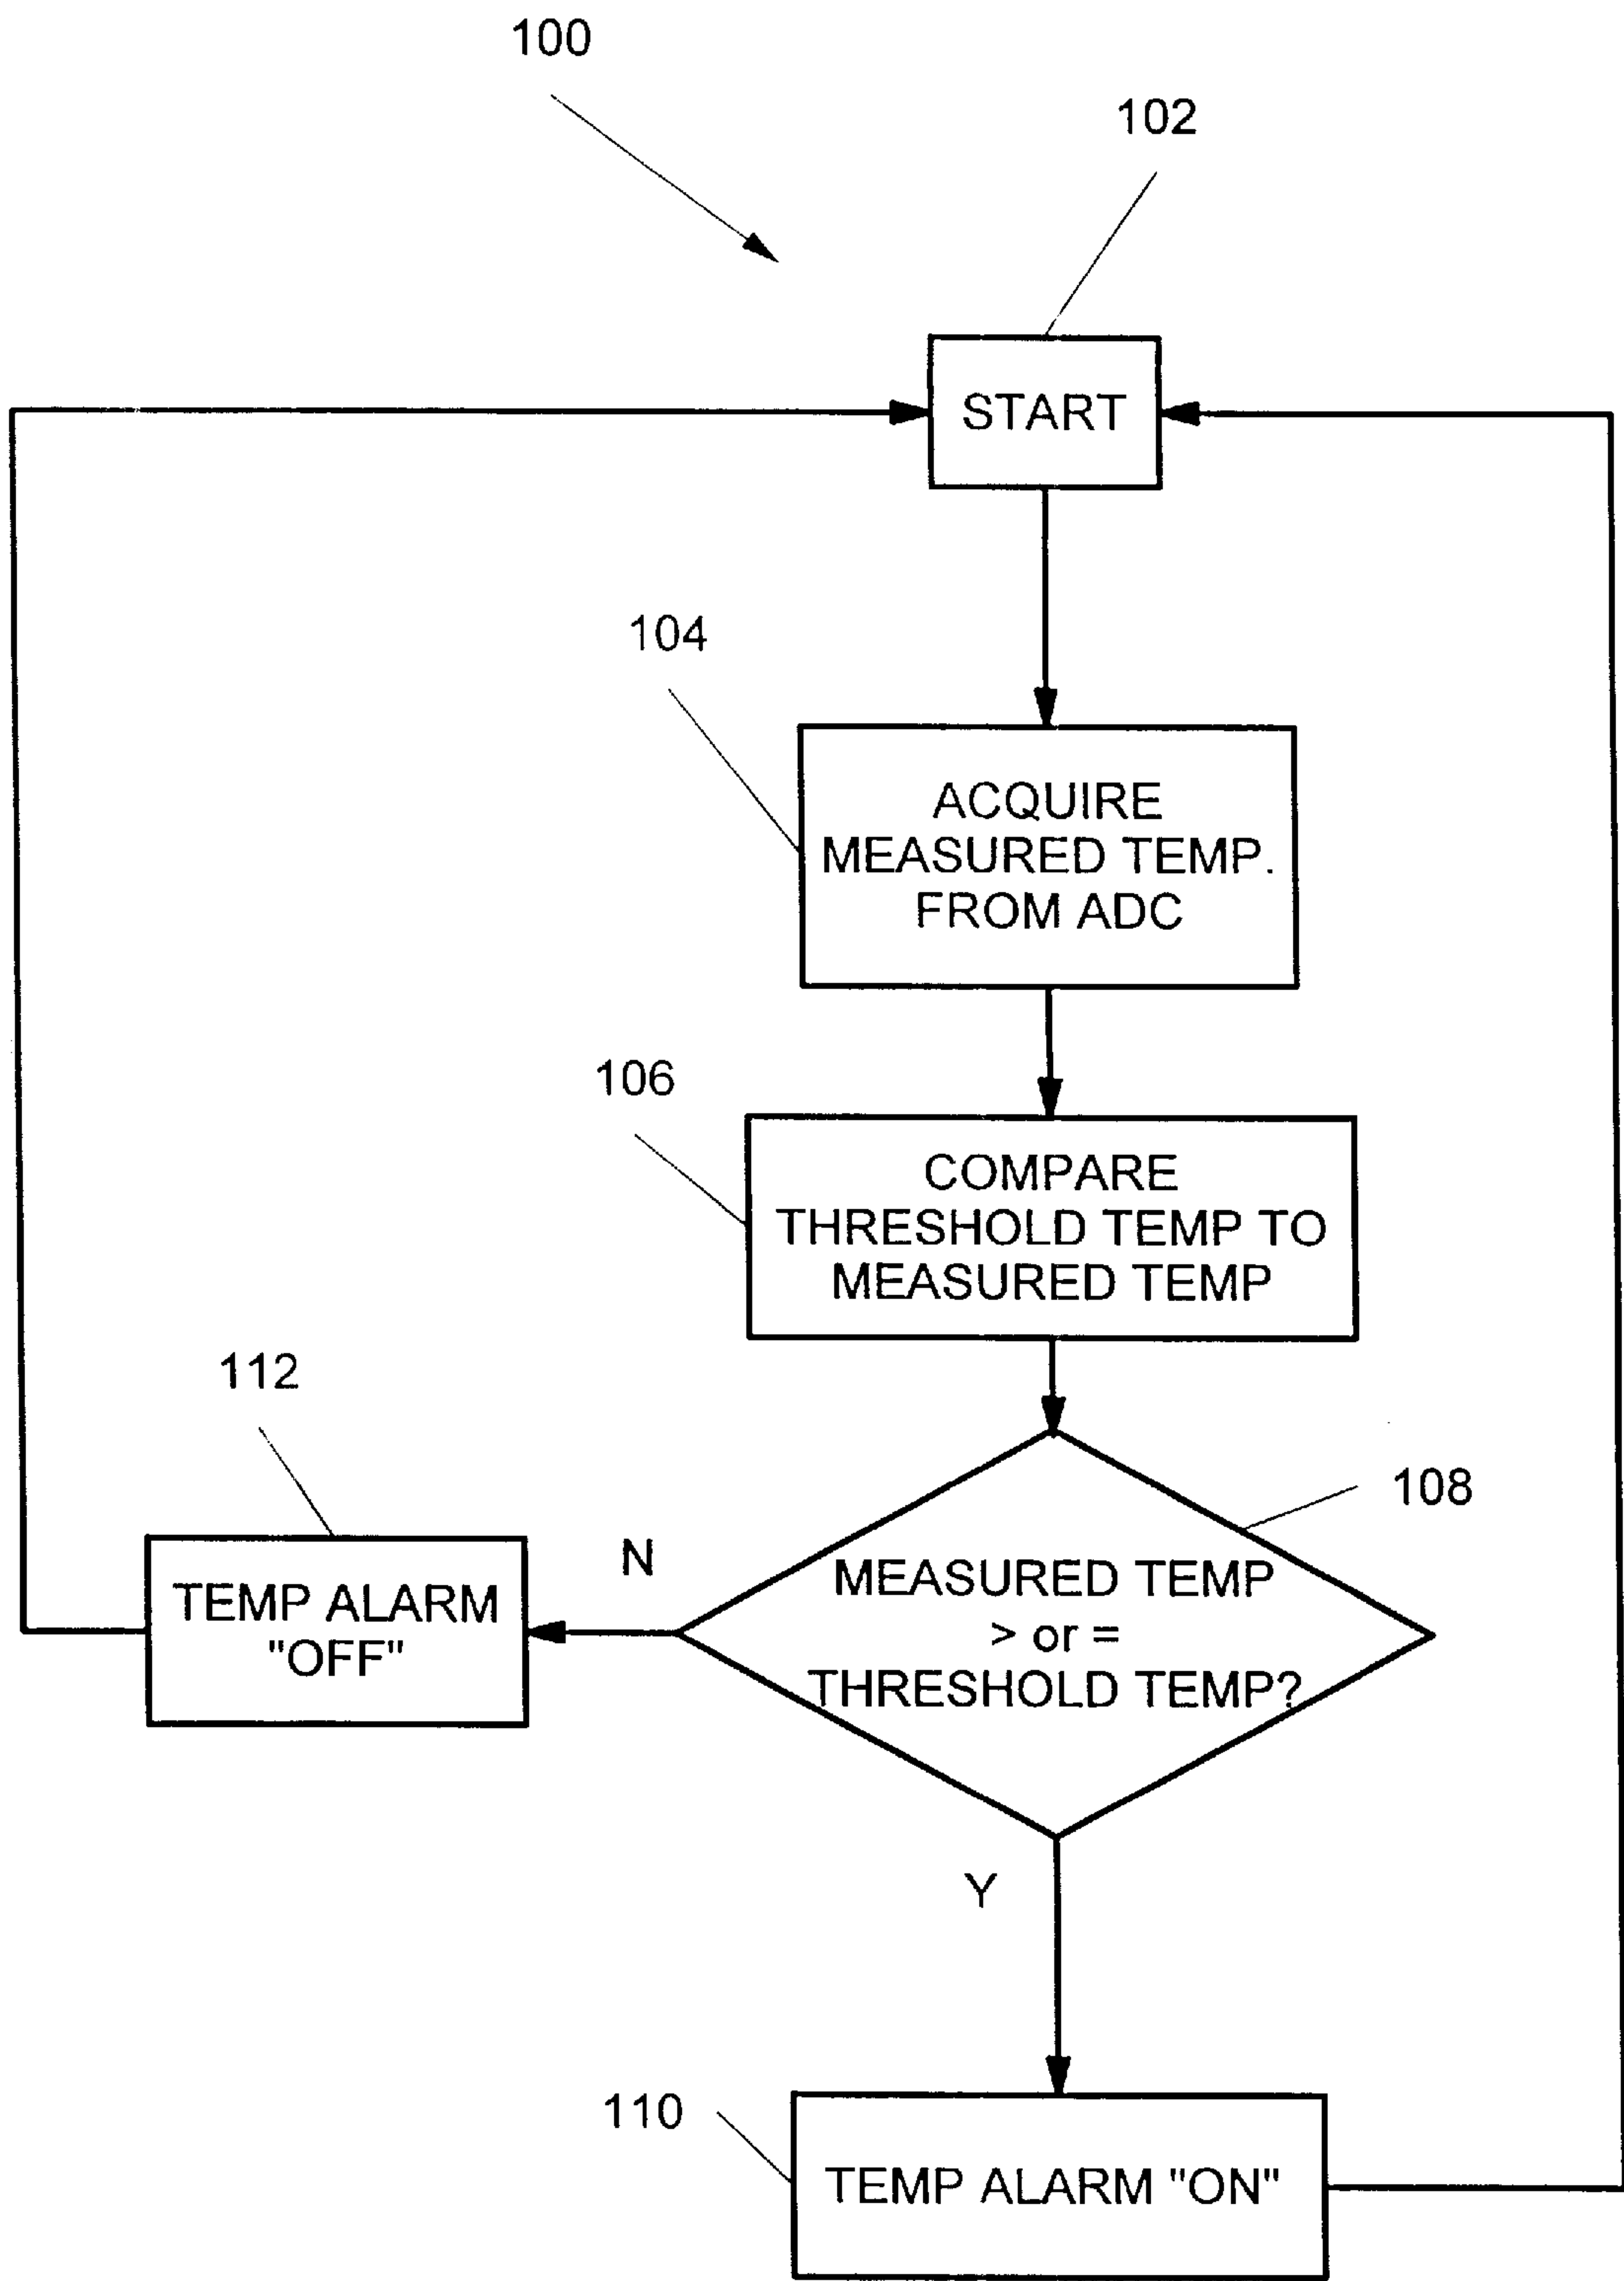 100
102
START
104
ACQUIRE
MEASURED TEMP.
FROM ADC
106
COMPARE
THRESHOLD TEMP TO
MEASURED TEMP
112
108
N
MEASURED TEMP
> or =
THRESHOLD TEMP?
TEMP ALARM
"OFF"
Y
110
TEMP ALARM "ON"